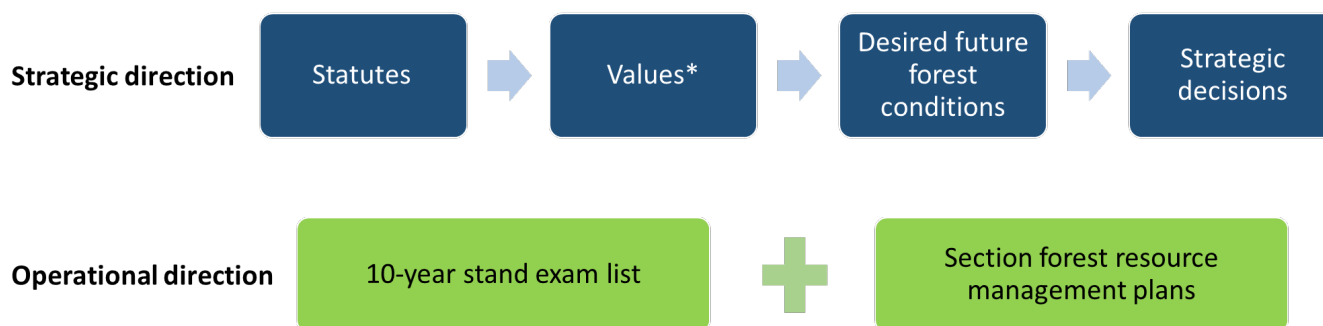 Strategic direction
Statutes
Values*
Desired future
forest
conditions
Strategic
decisions
Operational direction
10-year stand exam list
Section forest resource
management plans